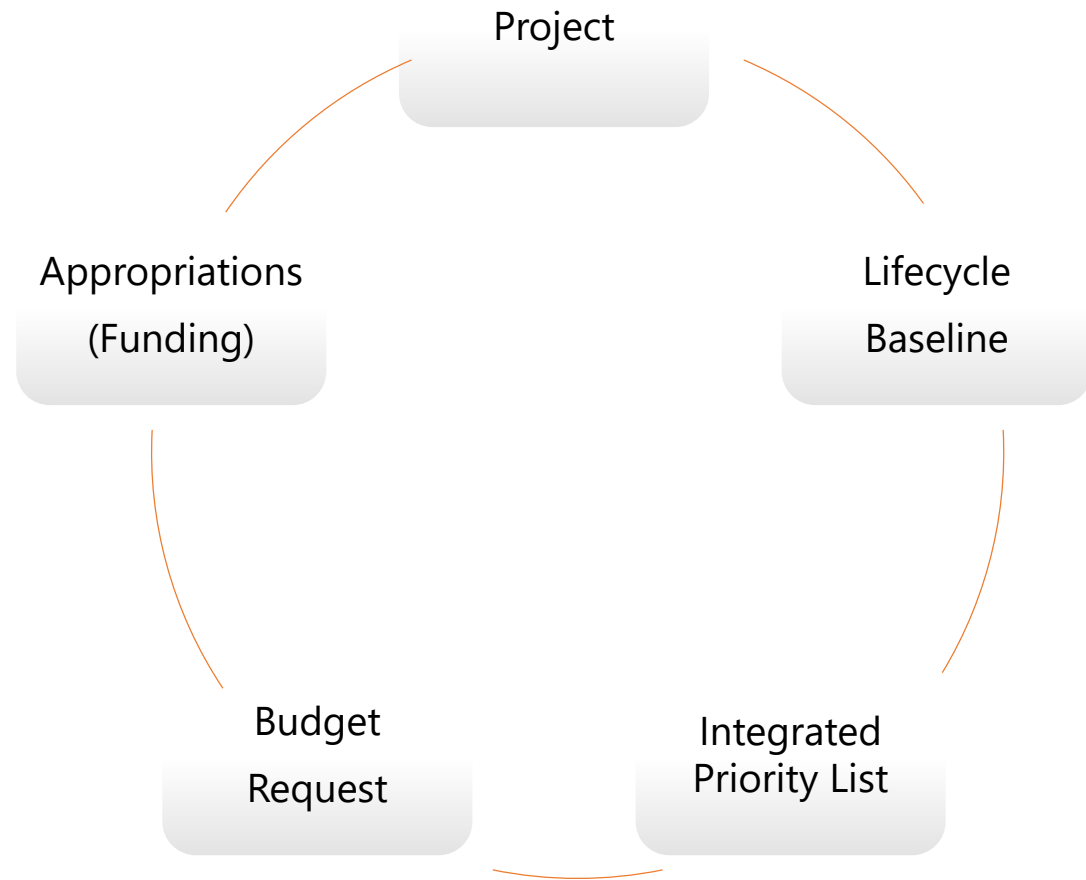 Project
Lifecycle
Baseline
Integrated
Priority List
Budget
Request
Appropriations
(Funding)